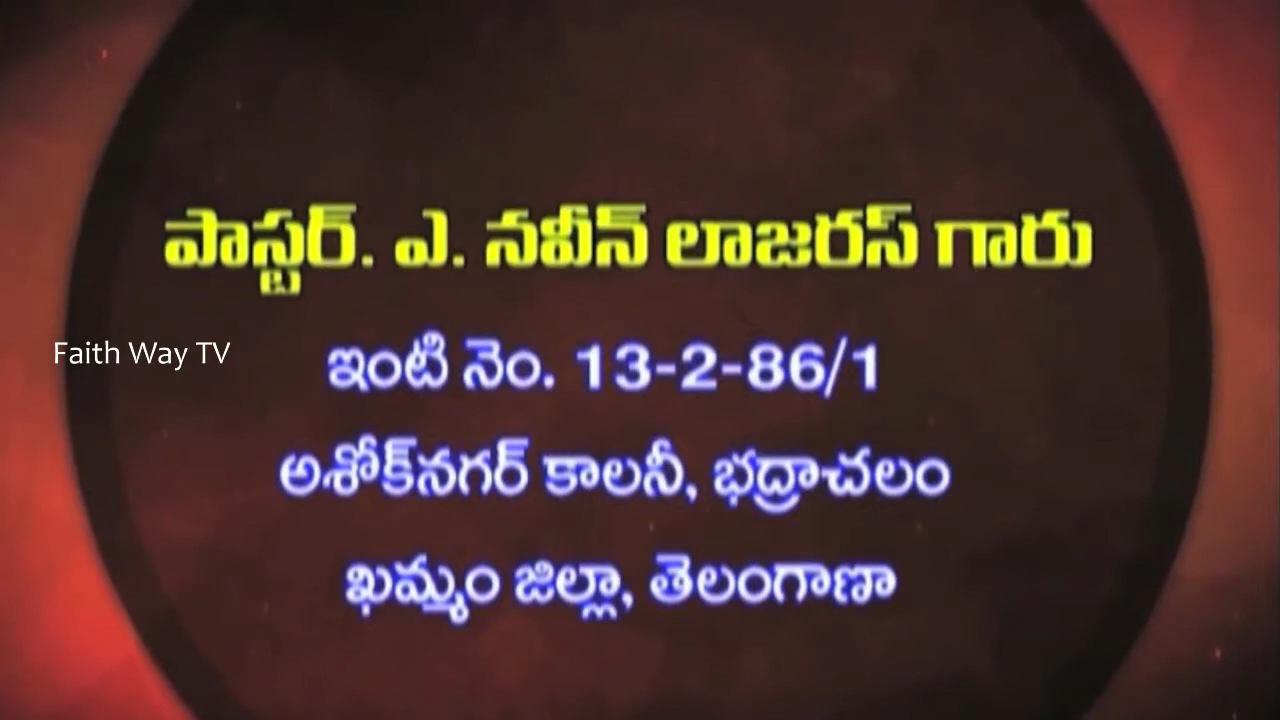 పాస్టర్. ఎ. నవీన్ లాజరస్ గారు
Faith Way TV
ఇంటి నెం. 13-2-86/1
అశోక్‌నగర్ కాలనీ, భద్రాచలం
ఖమ్మం జిల్లా, తెలంగాణా